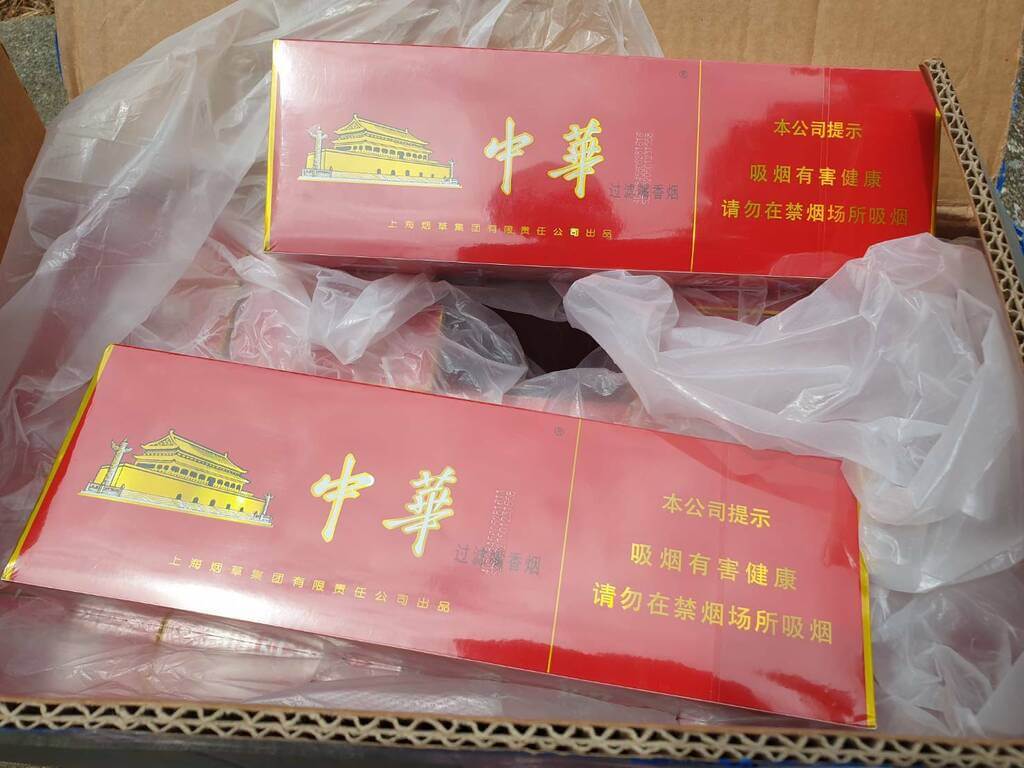 ®
中華
过滤嘴香烟
上海烟草集团有限责任公司出品
本公司提示
吸烟有害健康
请勿在禁烟场所吸烟
®
中華
过滤嘴香烟
上海烟草集团有限责任公司出品
本公司提示
吸烟有害健康
请勿在禁烟场所吸烟